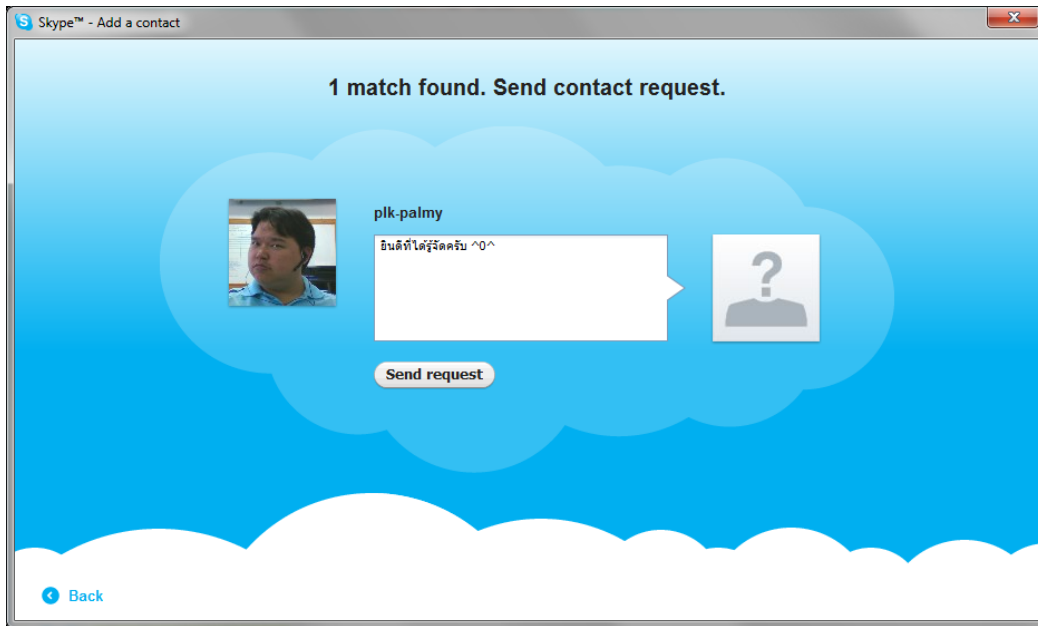 Skype™ - Add a contact
1 match found. Send contact request.
plk-palmy
ยินดีที่ได้รู้จัดครับ ^0^
Send request
Back